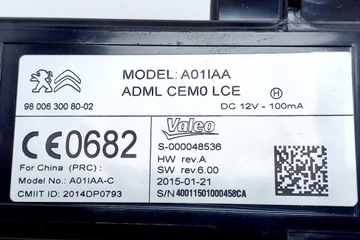 MODEL: A01IAA
ADML CEM0 LCE
H
98 006 300 80-02
DC 12V - 100mA
CE0682
For China (PRC) :
Model No.: A01IAA-C
CMIIT ID: 2014DP0793
Valeo
S-000048536
HW rev.A
SW rev.6.00
2015-01-21
S/N 40011501000458CA